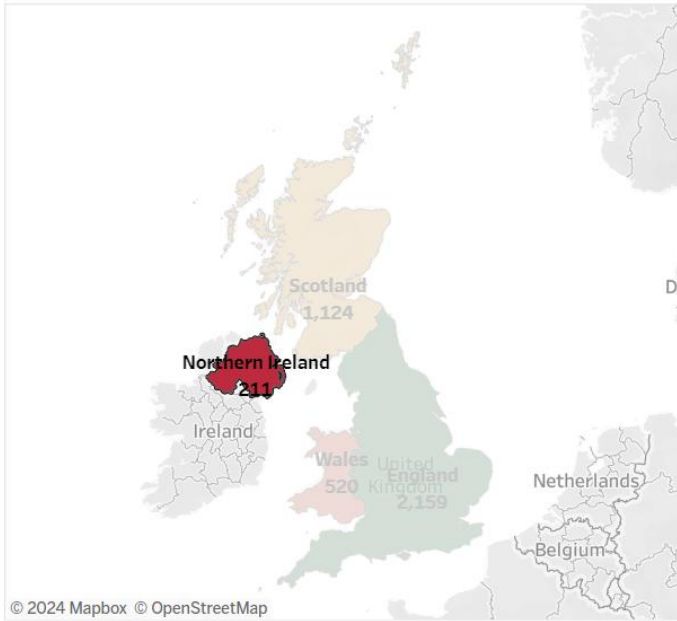 Scotland
1,124
D
Northern Ireland
211
Ireland
Wales
520
United
Kingdom
England
2,159
Netherlands
Belgium
© 2024 Mapbox © OpenStreetMap